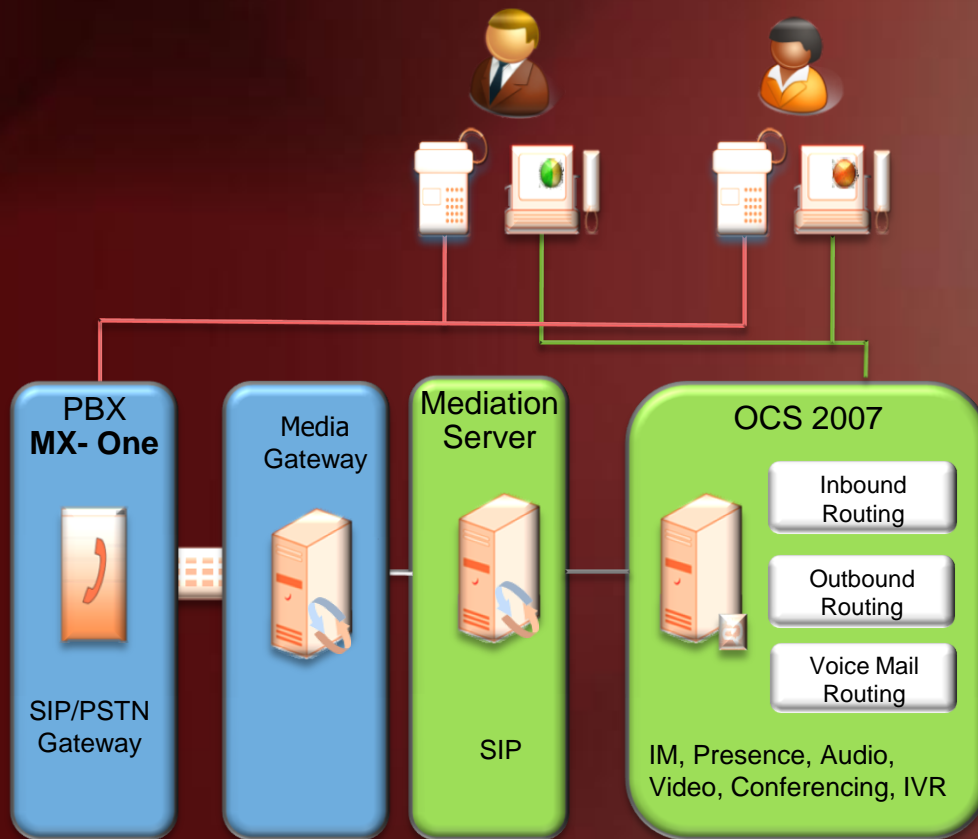 PBX
MX- One
SIP/PSTN
Gateway
Media
Gateway
Mediation
Server
SIP
OCS 2007
Inbound
Routing
Outbound
Routing
Voice Mail
Routing
IM, Presence, Audio,
Video, Conferencing, IVR